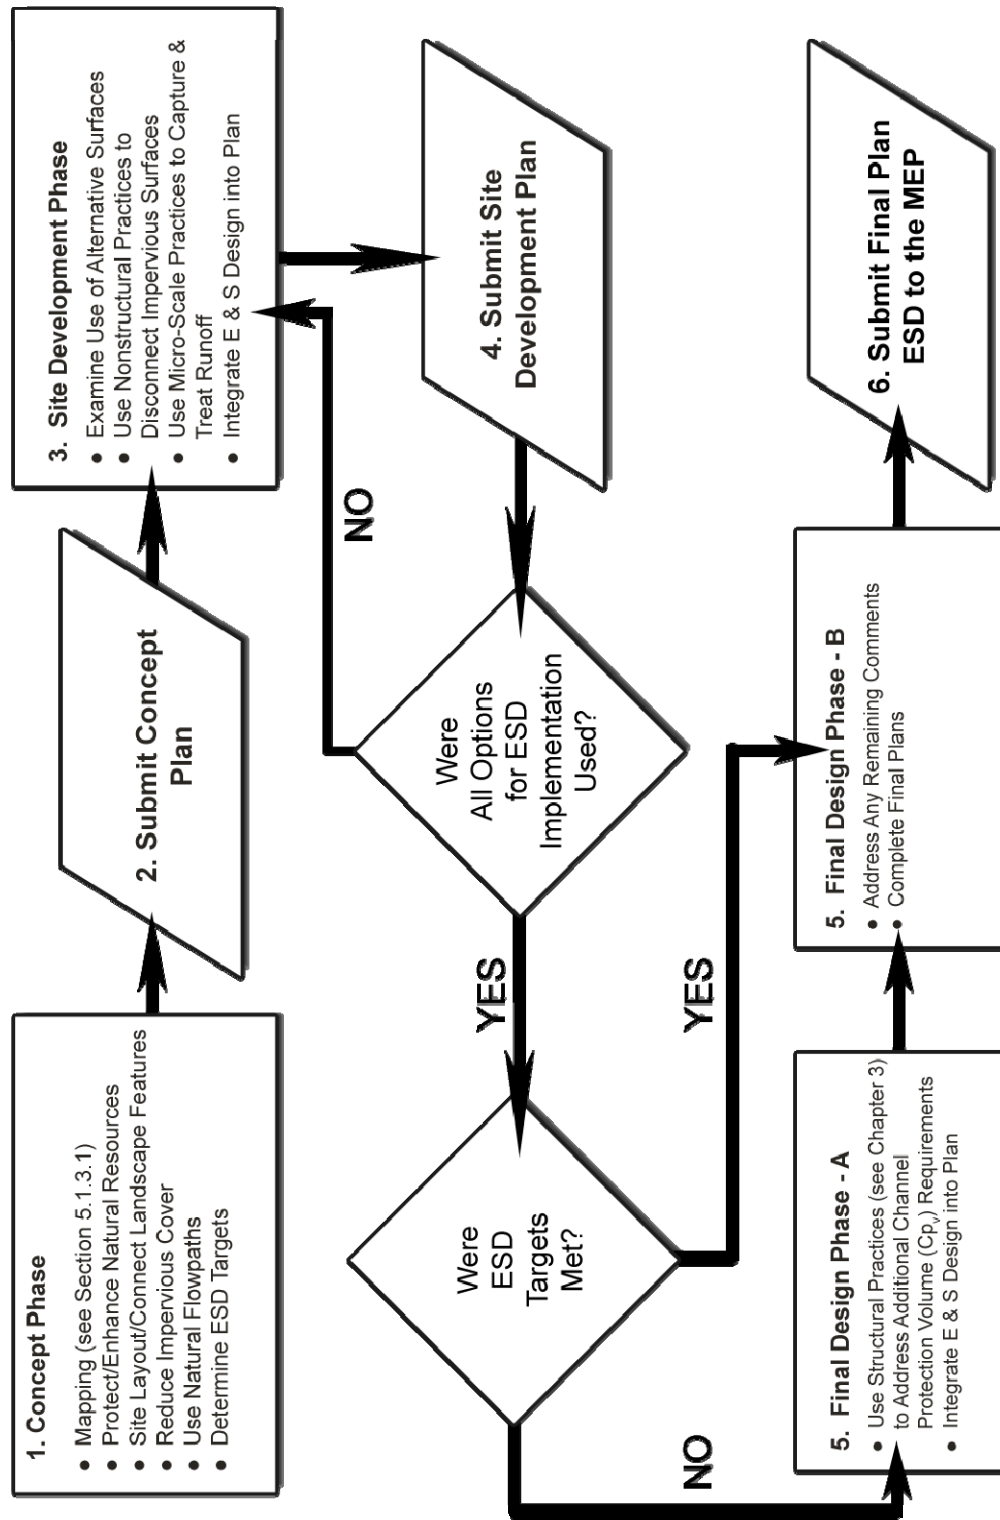 1. Concept Phase
● Mapping (see Section 5.1.3.1)
● Protect/Enhance Natural Resources
● Site Layout/Connect Landscape Features
● Reduce Impervious Cover
● Use Natural Flowpaths
● Determine ESD Targets
2. Submit Concept
Plan
3. Site Development Phase
● Examine Use of Alternative Surfaces
● Use Nonstructural Practices to
Disconnect Impervious Surfaces
● Use Micro-Scale Practices to Capture &
Treat Runoff
● Integrate E & S Design into Plan
4. Submit Site
Development Plan
NO
Were
All Options
for ESD
Implementation
Used?
YES
Were
ESD
Targets
Met?
YES
NO
5. Final Design Phase - A
● Use Structural Practices (see Chapter 3)
to Address Additional Channel
Protection Volume (Cpv) Requirements
● Integrate E & S Design into Plan
5. Final Design Phase - B
● Address Any Remaining Comments
● Complete Final Plans
6. Submit Final Plan
ESD to the MEP